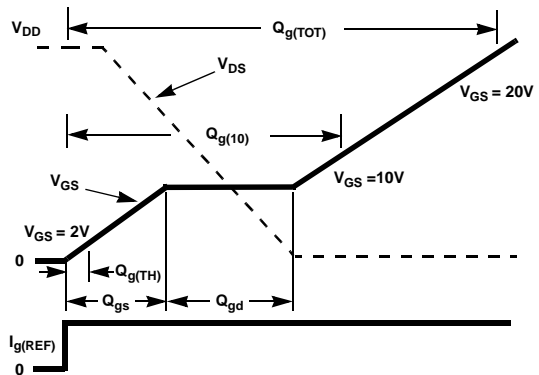 V_DD
Q_g(TOT)
V_DS
V_GS = 20V
Q_g(10)
V_GS
V_GS =10V
V_GS = 2V
0
Q_g(TH)
Q_gs
Q_gd
I_g(REF)
0